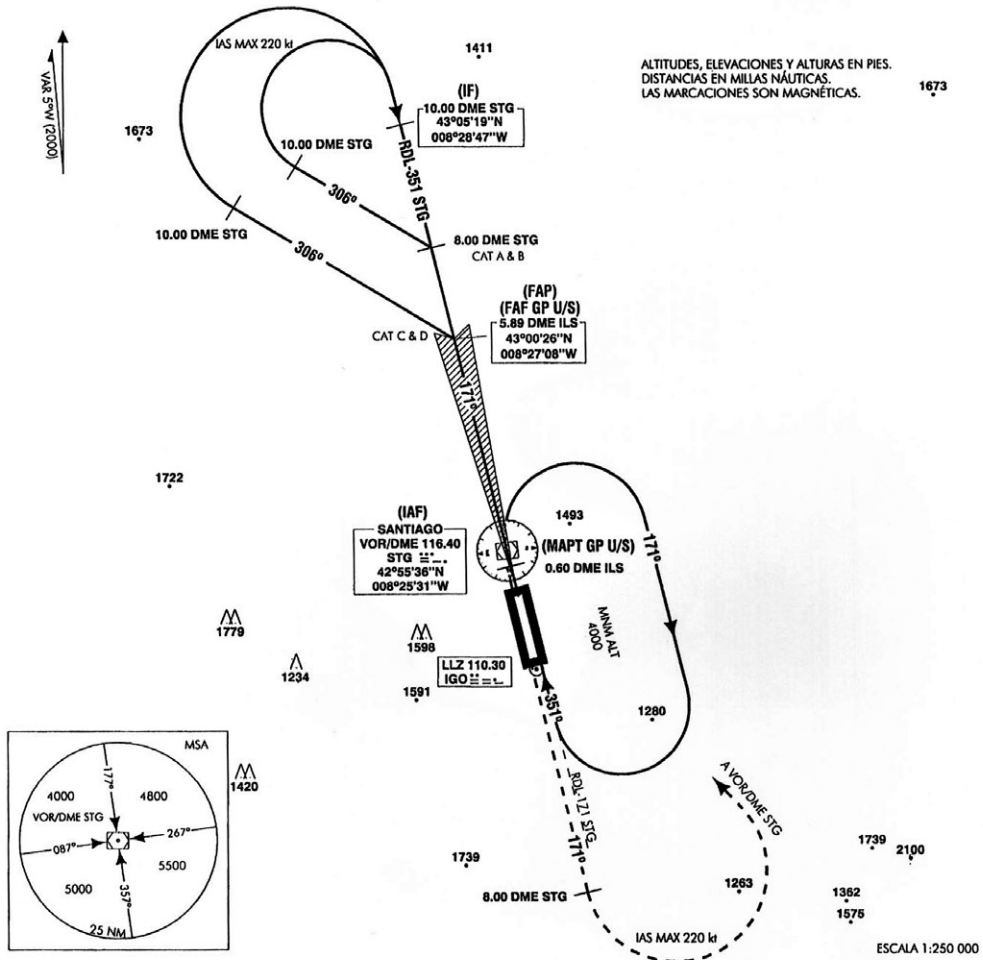 IAS MAX 220 kt
1411
ALTITUDES, ELEVACIONES Y ALTURAS EN PIES.
DISTANCIAS EN MILLAS NÁUTICAS.
LAS MARCACIONES SON MAGNÉTICAS.
1673
VAR 5°W (2000)
1673
(IF)
10.00 DME STG
43°05'19"N
008°28'47"W
10.00 DME STG
RDL-351 STG
306°
10.00 DME STG
306°
8.00 DME STG
CAT A & B
(FAP)
(FAF GP U/S)
5.89 DME ILS
43°00'26"N
008°27'08"W
CAT C & D
171°
1722
(IAF)
SANTIAGO
VOR/DME 116.40
STG
42°55'36"N
008°25'31"W
1493
(MAPT GP U/S)
0.60 DME ILS
171°
MNM ALT
4000
1779
1234
1598
LLZ 110.30
IGO
1591
351°
1280
MSA
177°
4000
4800
VOR/DME STG
087°
267°
5000
5500
357°
25 NM
1420
RDL-171 STG
171°
A VOR/DME STG
1739
8.00 DME STG
1263
1739
2100
1362
1575
IAS MAX 220 kt
ESCALA 1:250 000